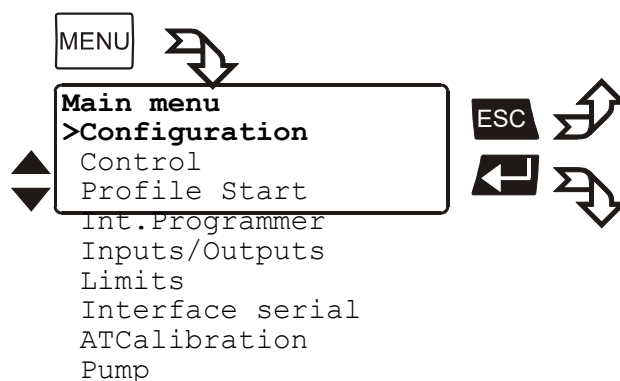 MENU
Main menu
>Configuration
Control
Profile Start
Int.Programmer
Inputs/Outputs
Limits
Interface serial
ATCalibration
Pump
ESC